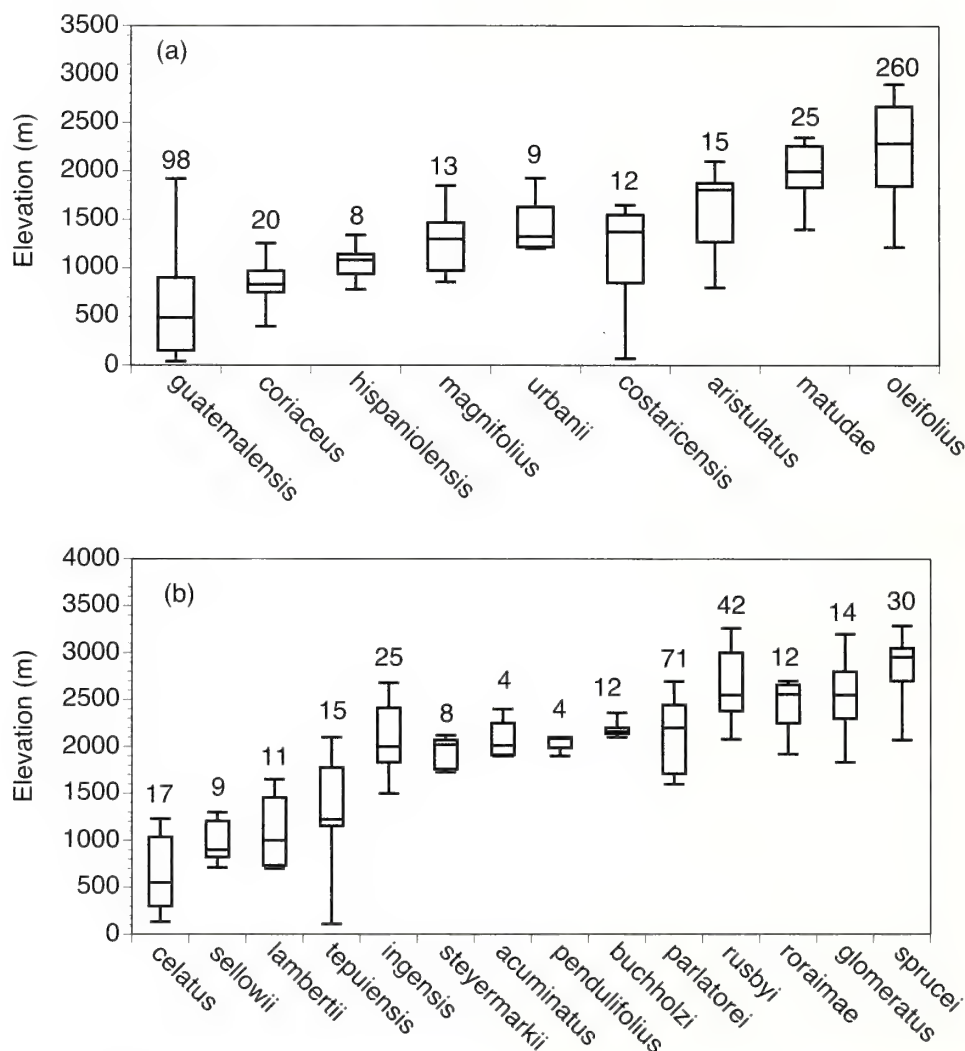 3500
(a)
3000
260
2500
25
15
2000
98
9
13
12
1500
20
8
1000
500
0
Elevation (m)
guatemalensis
coriaceus
hispaniolensis
magnifolius
urbanii
costaricensis
aristulatus
matudae
oleifolius
4000
(b)
3500
42
14
30
3000
25
71
12
2500
15
8
4
4
12
2000
17
9
11
1500
1000
500
0
Elevation (m)
celatus
sellowii
lambertii
tepuiensis
ingensis
steyermarkii
acuminatus
pendulifolius
buchholzi
parlatorei
rusbyi
roraimae
glomeratus
sprucei